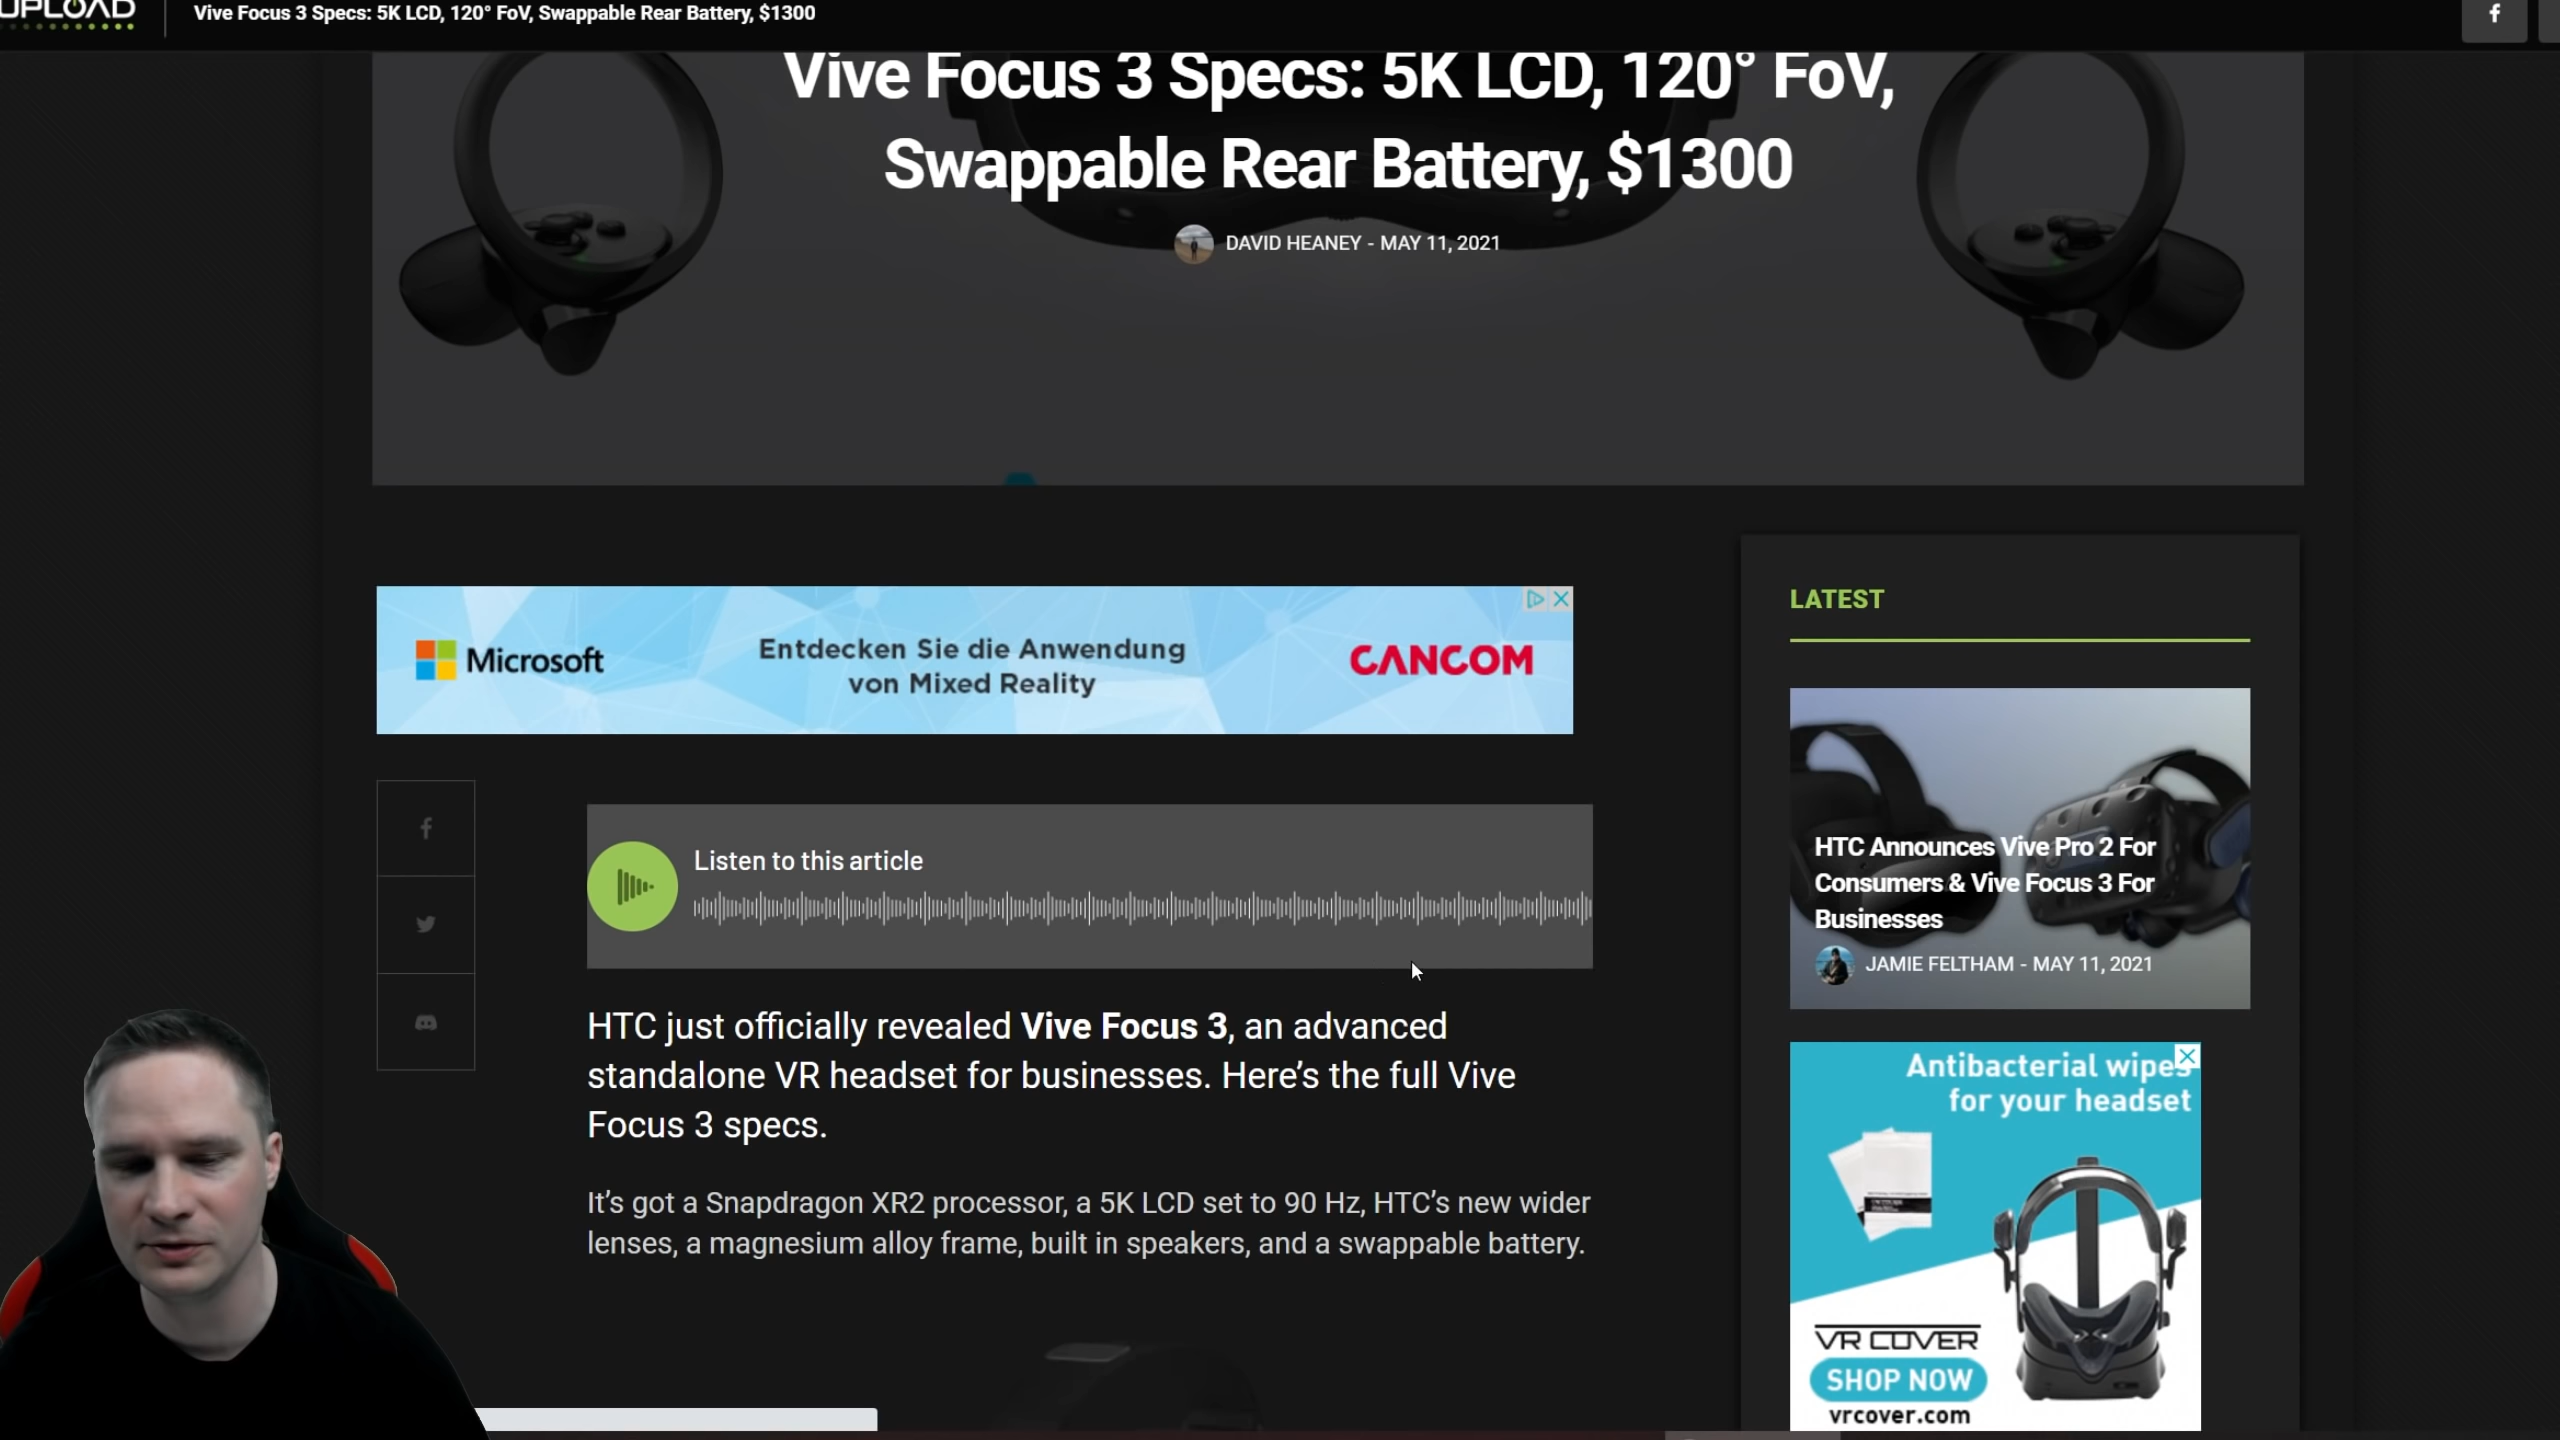 UPLOAD
Vive Focus 3 Specs: 5K LCD, 120° FoV, Swappable Rear Battery, $1300
Vive Focus 3 Specs: 5K LCD, 120° FoV,
Swappable Rear Battery, $1300
DAVID HEANEY - MAY 11, 2021
Microsoft
Entdecken Sie die Anwendung
von Mixed Reality
CANCOM
Listen to this article
HTC just officially revealed Vive Focus 3, an advanced
standalone VR headset for businesses. Here’s the full Vive
Focus 3 specs.
It’s got a Snapdragon XR2 processor, a 5K LCD set to 90 Hz, HTC’s new wider
lenses, a magnesium alloy frame, built in speakers, and a swappable battery.
LATEST
HTC Announces Vive Pro 2 For
Consumers & Vive Focus 3 For
Businesses
JAMIE FELTHAM - MAY 11, 2021
Antibacterial wipes
for your headset
VR COVER
SHOP NOW
vrcover.com